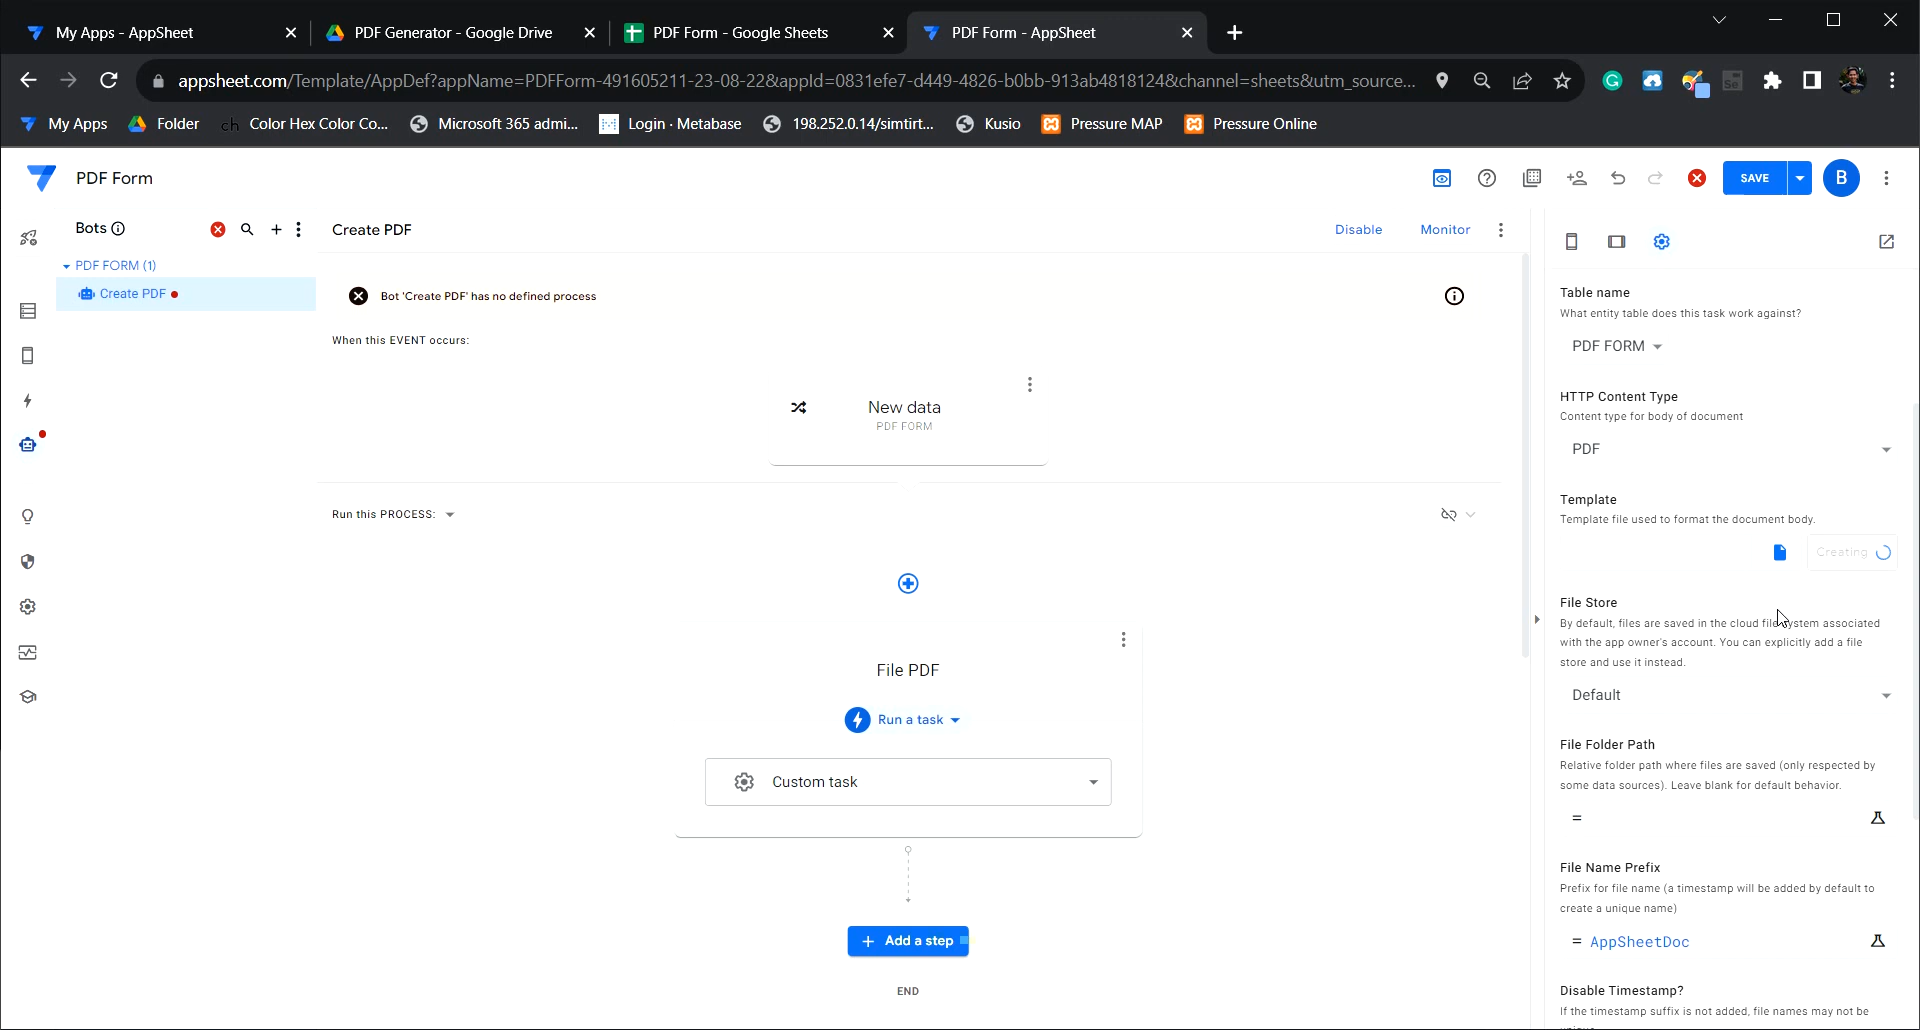 My Apps - AppSheet
PDF Generator - Google Drive
PDF Form - Google Sheets
PDF Form - AppSheet
appsheet.com/Template/AppDef?appName=PDFForm-491605211-23-08-22&appId=0831efe7-d449-4826-b0bb-913ab4818124&channel=sheets&utm_source...
My Apps
Folder
ch Color Hex Color Co...
Microsoft 365 admi...
Login · Metabase
198.252.0.14/simtirt...
Kusio
Pressure MAP
Pressure Online
PDF Form
SAVE
B
Bots
Create PDF
Disable
Monitor
PDF FORM (1)
Create PDF
Bot 'Create PDF' has no defined process
When this EVENT occurs:
New data
PDF FORM
Run this PROCESS:
File PDF
Run a task
Custom task
Add a step
END
Table name
What entity table does this task work against?
PDF FORM
HTTP Content Type
Content type for body of document
PDF
Template
Template file used to format the document body.
Creating
File Store
By default, files are saved in the cloud file system associated
with the app owner's account. You can explicitly add a file
store and use it instead.
Default
File Folder Path
Relative folder path where files are saved (only respected by
some data sources). Leave blank for default behavior.
=
File Name Prefix
Prefix for file name (a timestamp will be added by default to
create a unique name)
= AppSheetDoc
Disable Timestamp?
If the timestamp suffix is not added, file names may not be